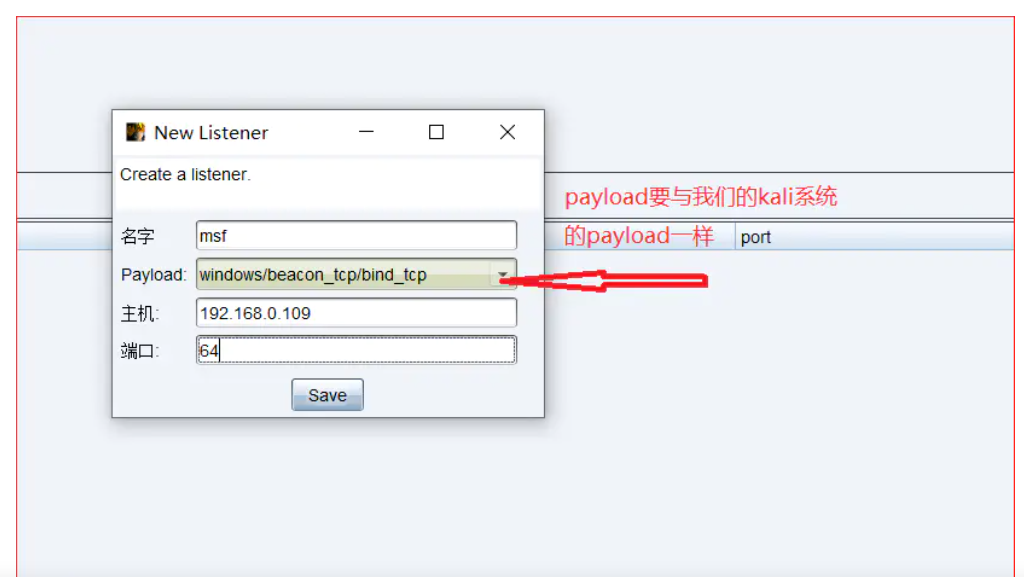 New Listener
Create a listener.
payload要与我们的kali系统
的payload一样
port
名字
msf
Payload:
windows/beacon_tcp/bind_tcp
主机:
192.168.0.109
端口:
64
Save